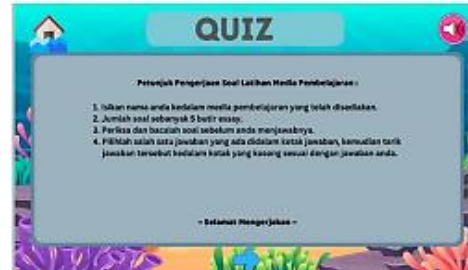 QUIZ
Petunjuk Pengerjaan Soal Latihan Media Pembelajaran :
1. Isikan nama anda kedalam media pembelajaran yang telah disediakan.
2. Jumlah soal sebanyak 5 butir essay.
3. Periksa dan bacalah soal sebelum anda menjawabnya.
4. Pilihlah salah satu jawaban yang ada didalam kotak jawaban, kemudian tarik
jawaban tersebut kedalam kotak yang kosong sesuai dengan jawaban anda.
~ Selamat Mengerjakan ~